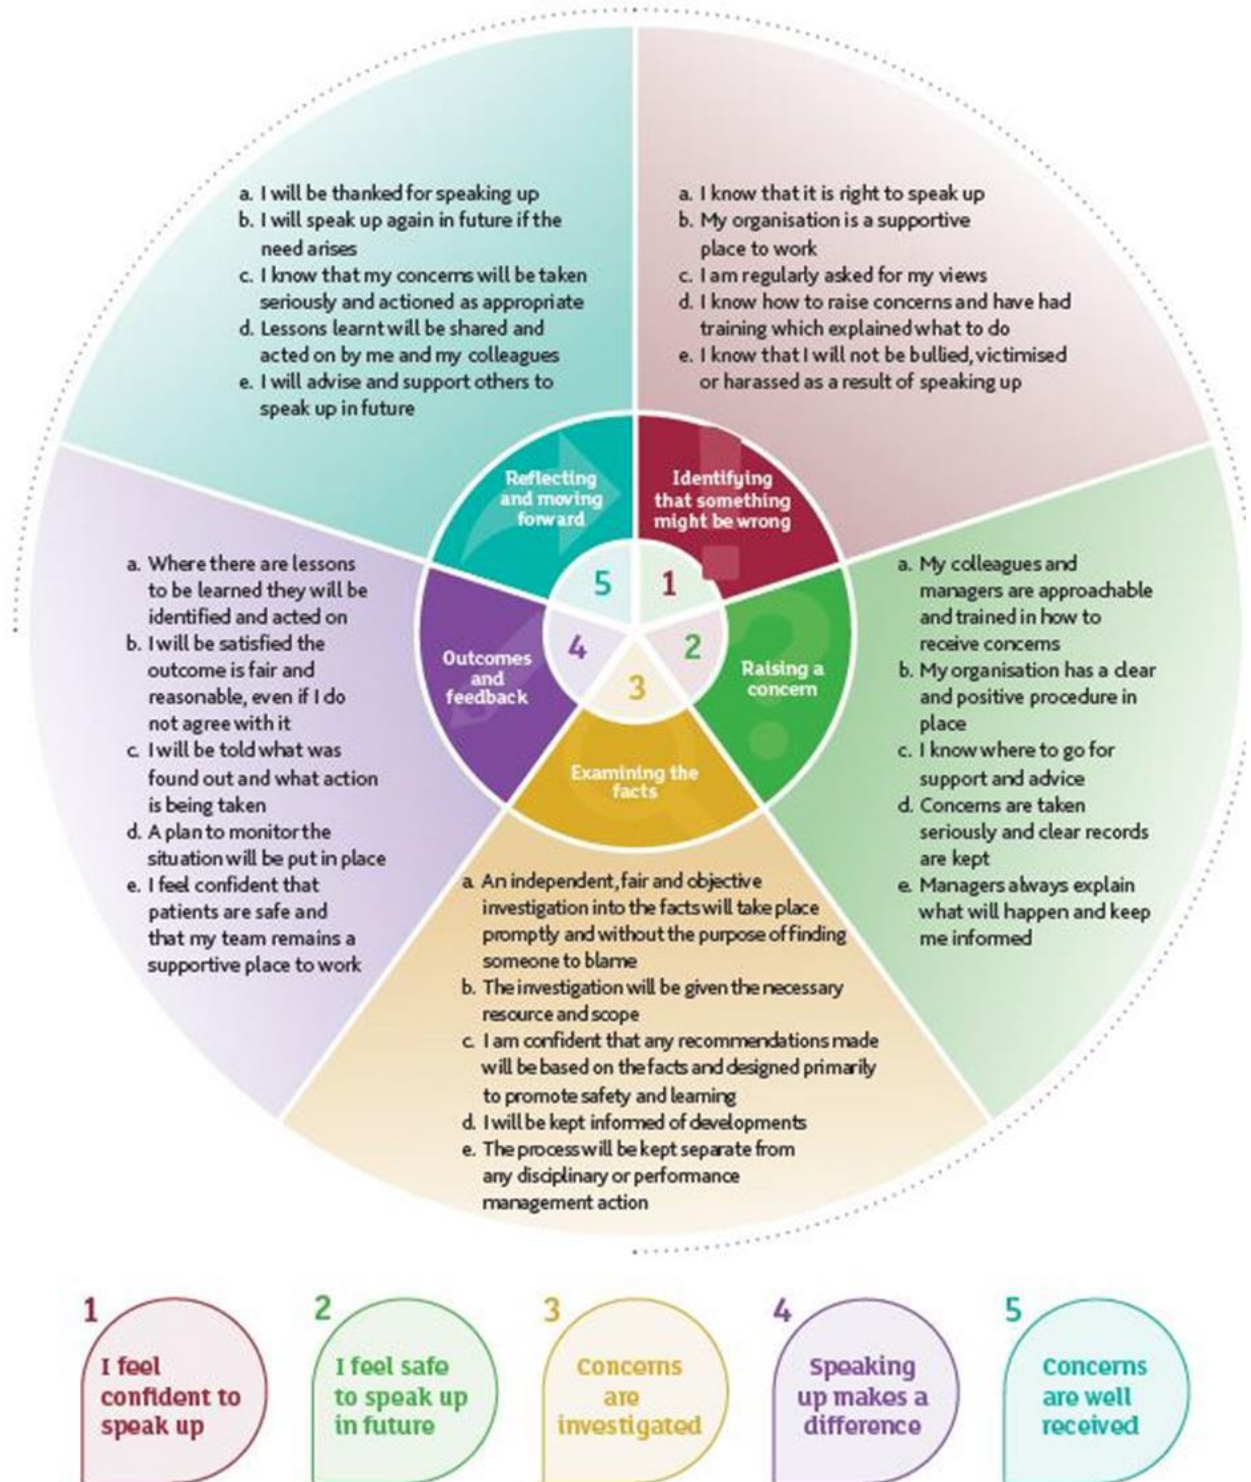 a. I will be thanked for speaking up
b. I will speak up again in future if the
need arises
c. I know that my concerns will be taken
seriously and actioned as appropriate
d. Lessons learnt will be shared and
acted on by me and my colleagues
e. I will advise and support others to
speak up in future
a. I know that it is right to speak up
b. My organisation is a supportive
place to work
c. I am regularly asked for my views
d. I know how to raise concerns and have had
training which explained what to do
e. I know that I will not be bullied, victimised
or harassed as a result of speaking up
Reflecting
and moving
forward
Identifying
that something
might be wrong
5
1
4
2
3
Outcomes
and
feedback
Raising a
concern
Examining the
facts
a. Where there are lessons
to be learned they will be
identified and acted on
b. I will be satisfied the
outcome is fair and
reasonable, even if I do
not agree with it
c. I will be told what was
found out and what action
is being taken
d. A plan to monitor the
situation will be put in place
e. I feel confident that
patients are safe and
that my team remains a
supportive place to work
a. My colleagues and
managers are approachable
and trained in how to
receive concerns
b. My organisation has a clear
and positive procedure in
place
c. I know where to go for
support and advice
d. Concerns are taken
seriously and clear records
are kept
e. Managers always explain
what will happen and keep
me informed
a. An independent, fair and objective
investigation into the facts will take place
promptly and without the purpose of finding
someone to blame
b. The investigation will be given the necessary
resource and scope
c. I am confident that any recommendations made
will be based on the facts and designed primarily
to promote safety and learning
d. I will be kept informed of developments
e. The process will be kept separate from
any disciplinary or performance
management action
1
I feel
confident to
speak up
2
I feel safe
to speak up
in future
3
Concerns
are
investigated
4
Speaking
up makes a
difference
5
Concerns
are well
received